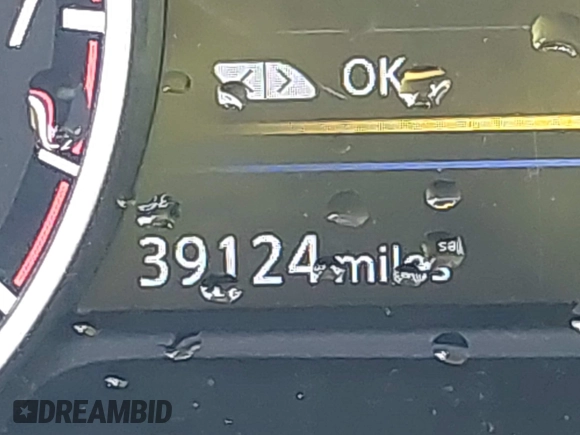 < > OK
39124 miles
DREAMBID